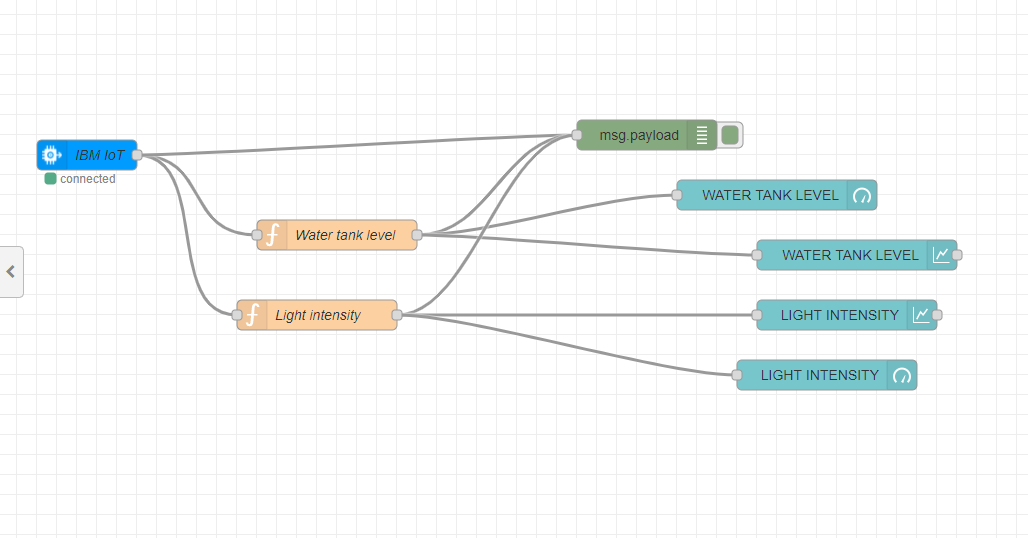 msg.payload
IBM IoT
connected
WATER TANK LEVEL
Water tank level
WATER TANK LEVEL
Light intensity
LIGHT INTENSITY
LIGHT INTENSITY